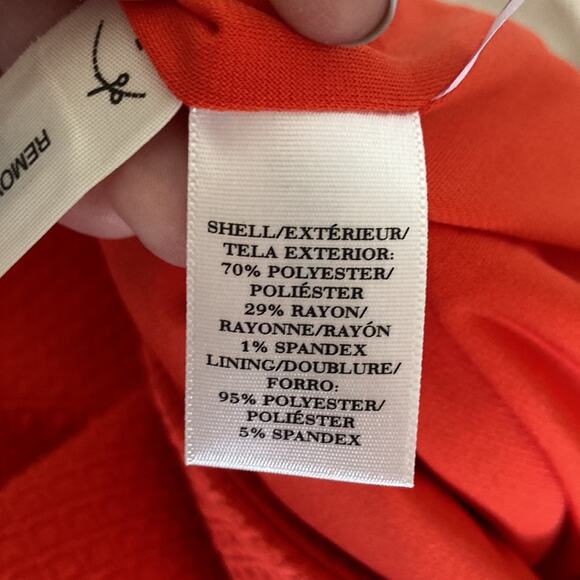 SHELL/EXTÉRIEUR/
TELA EXTERIOR:
70% POLYESTER/
POLIÉSTER
29% RAYON/
RAYONNE/RAYÓN
1% SPANDEX
LINING/DOUBLURE/
FORRO:
95% POLYESTER/
POLIÉSTER
5% SPANDEX